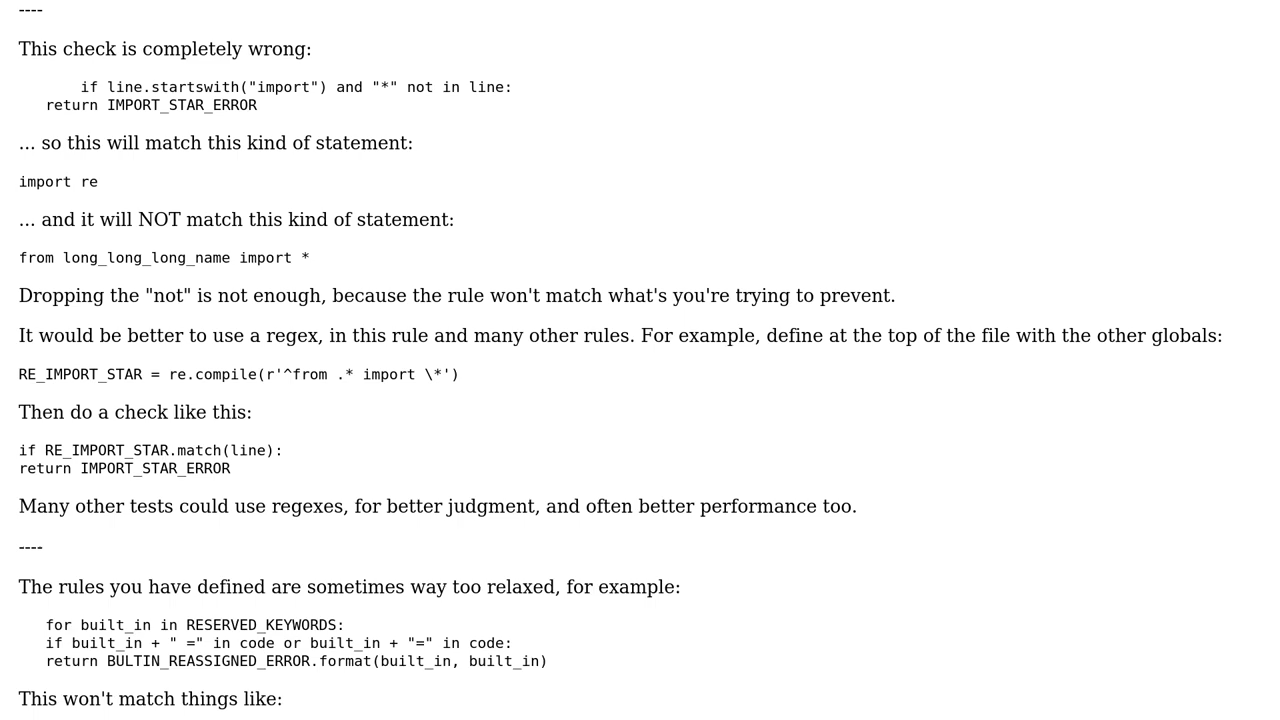 ----
This check is completely wrong:
if line.startswith("import") and "*" not in line:
return IMPORT_STAR_ERROR
... so this will match this kind of statement:
import re
... and it will NOT match this kind of statement:
from long_long_long_name import *
Dropping the "not" is not enough, because the rule won't match what's you're trying to prevent.
It would be better to use a regex, in this rule and many other rules. For example, define at the top of the file with the other globals:
RE_IMPORT_STAR = re.compile(r'^from .* import \*')
Then do a check like this:
if RE_IMPORT_STAR.match(line):
return IMPORT_STAR_ERROR
Many other tests could use regexes, for better judgment, and often better performance too.
----
The rules you have defined are sometimes way too relaxed, for example:
for built_in in RESERVED_KEYWORDS:
if built_in + " =" in code or built_in + "=" in code:
return BULTIN_REASSIGNED_ERROR.format(built_in, built_in)
This won't match things like: